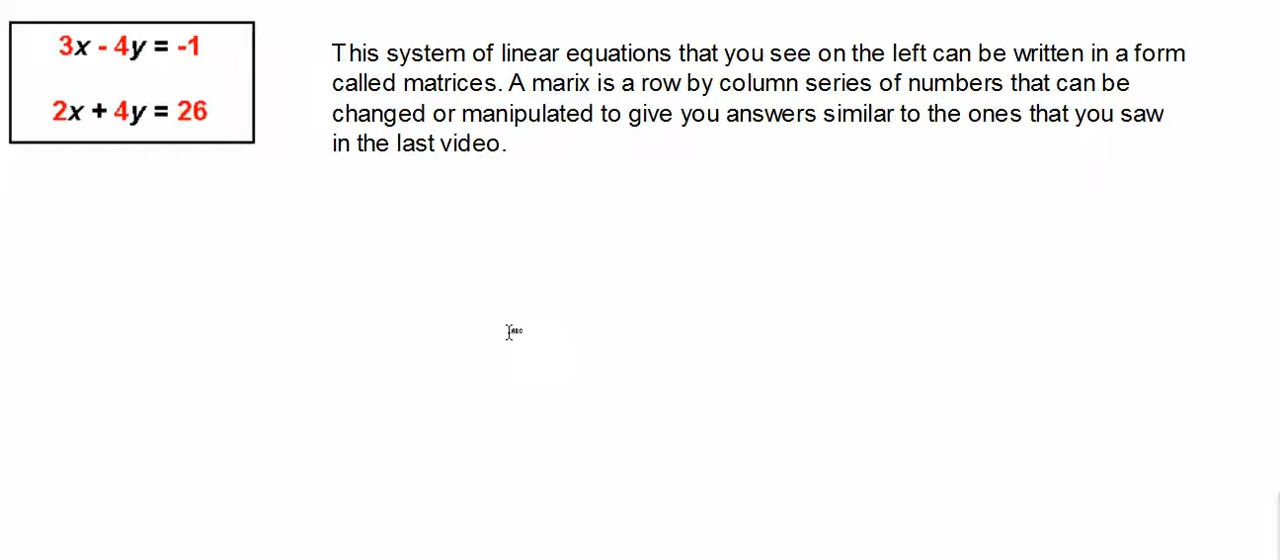 3x - 4y = -1
2x + 4y = 26
This system of linear equations that you see on the left can be written in a form
called matrices. A marix is a row by column series of numbers that can be
changed or manipulated to give you answers similar to the ones that you saw
in the last video.
ABC